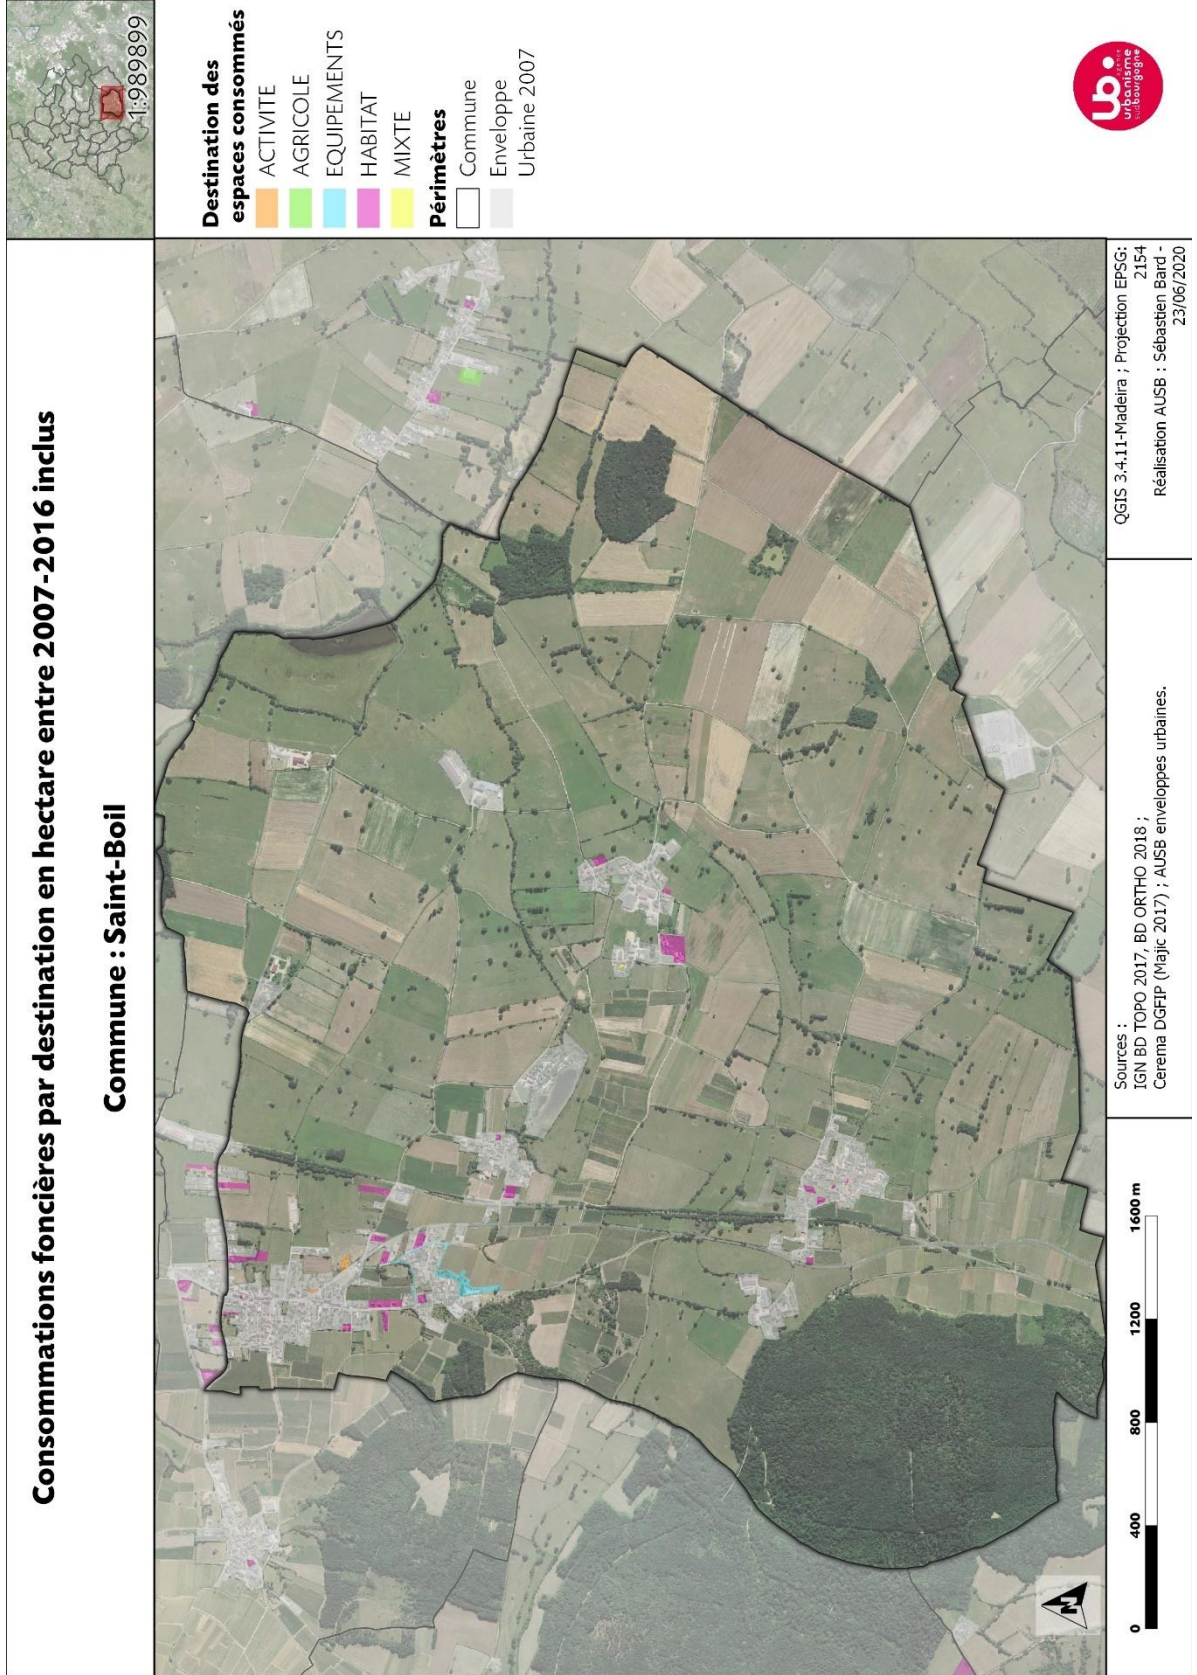 Consommations foncières par destination en hectare entre 2007-2016 inclus
Commune : Saint-Boil
1:989899
Destination des
espaces consommés
ACTIVITE
AGRICOLE
EQUIPEMENTS
HABITAT
MIXTE
Périmètres
Commune
Enveloppe
Urbaine 2007
ub.
agence
urbanisme
sudbourgogne
N
0 400 800 1200 1600 m
Sources :
IGN BD TOPO 2017, BD ORTHO 2018 ;
Cerema DGFIP (Majic 2017) ; AUSB enveloppes urbaines.
QGIS 3.4.11-Madeira ; Projection EPSG:
2154
Réalisation AUSB : Sébastien Bard -
23/06/2020